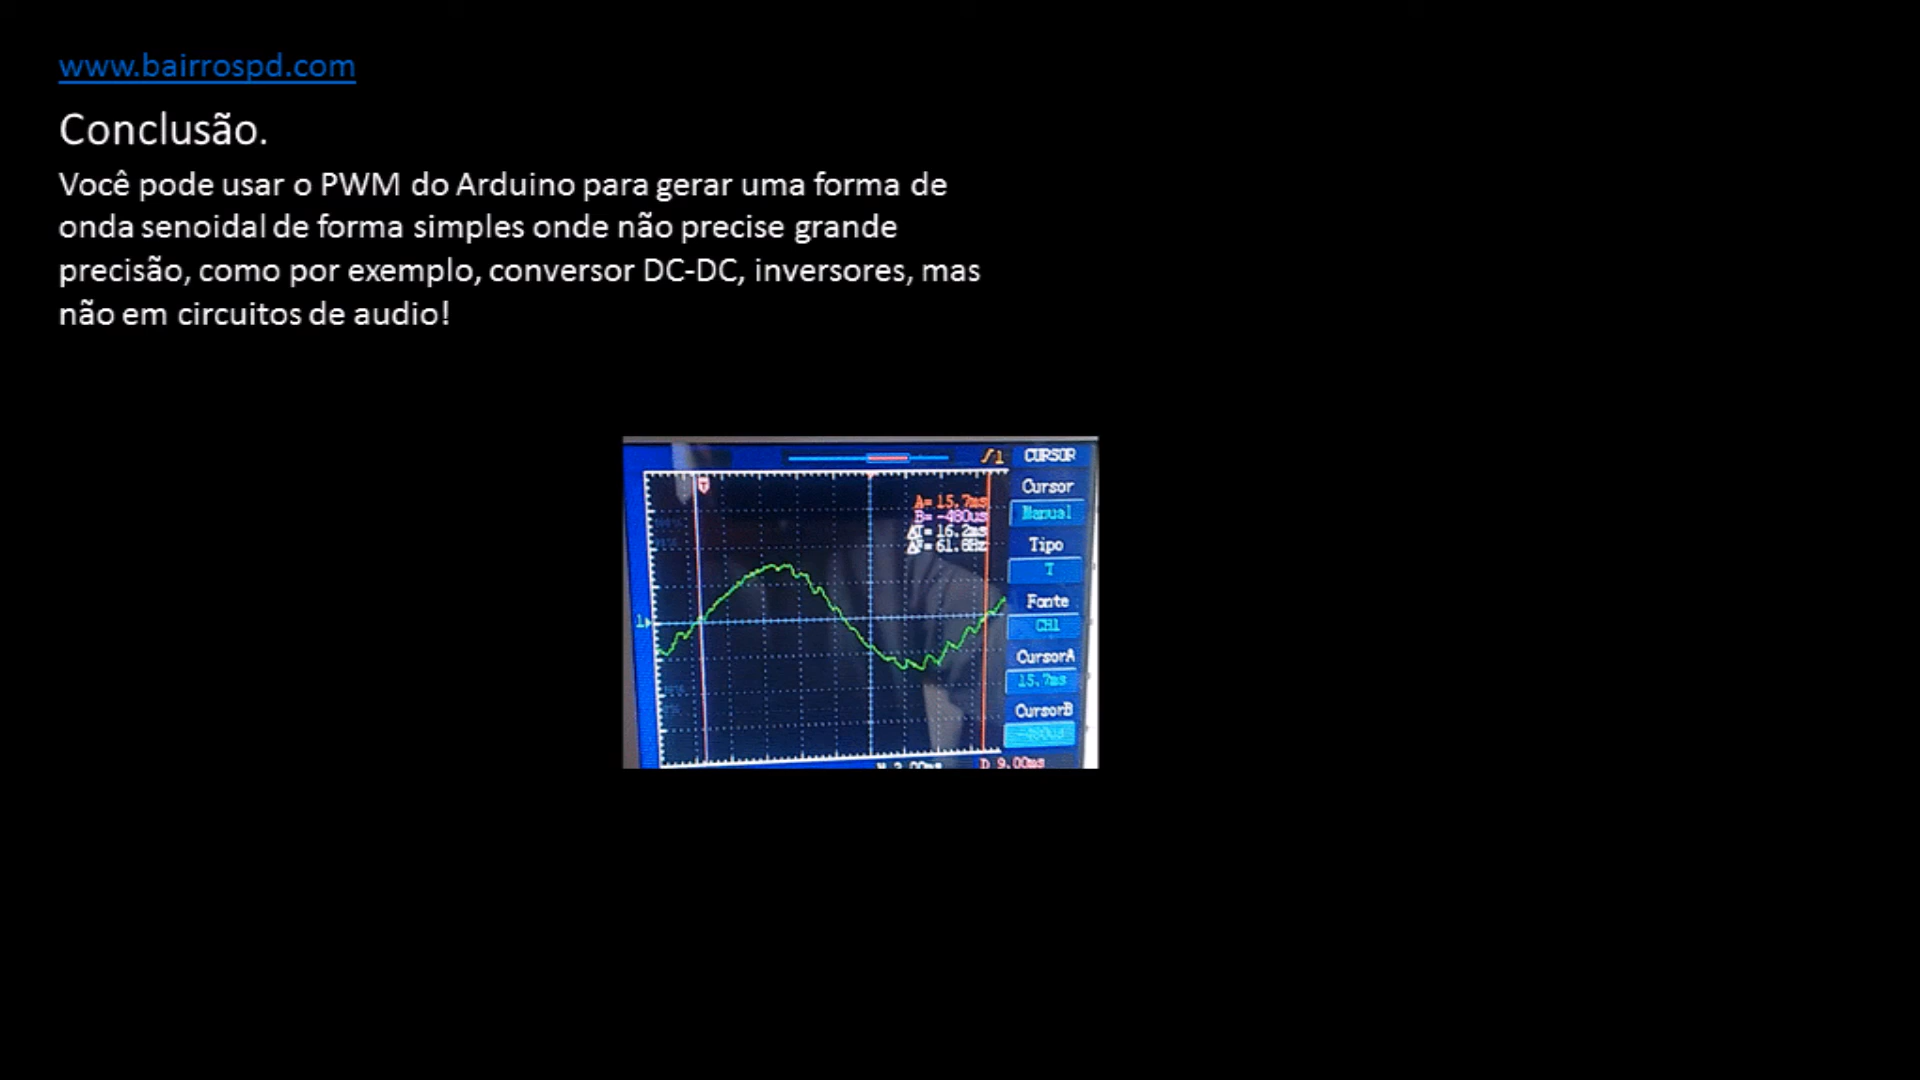 www.bairrospd.com
Conclusão.
Você pode usar o PWM do Arduino para gerar uma forma de
onda senoidal de forma simples onde não precise grande
precisão, como por exemplo, conversor DC-DC, inversores, mas
não em circuitos de audio!
CURSOR
Cursor
Manual
A= 15.7ms
B= -480us
ΔT= 16.2ms
ΔF= 61.6Hz
Tipo
T
Fonte
CH1
CursorA
15.7ms
CursorB
-480us
D 9.00ms